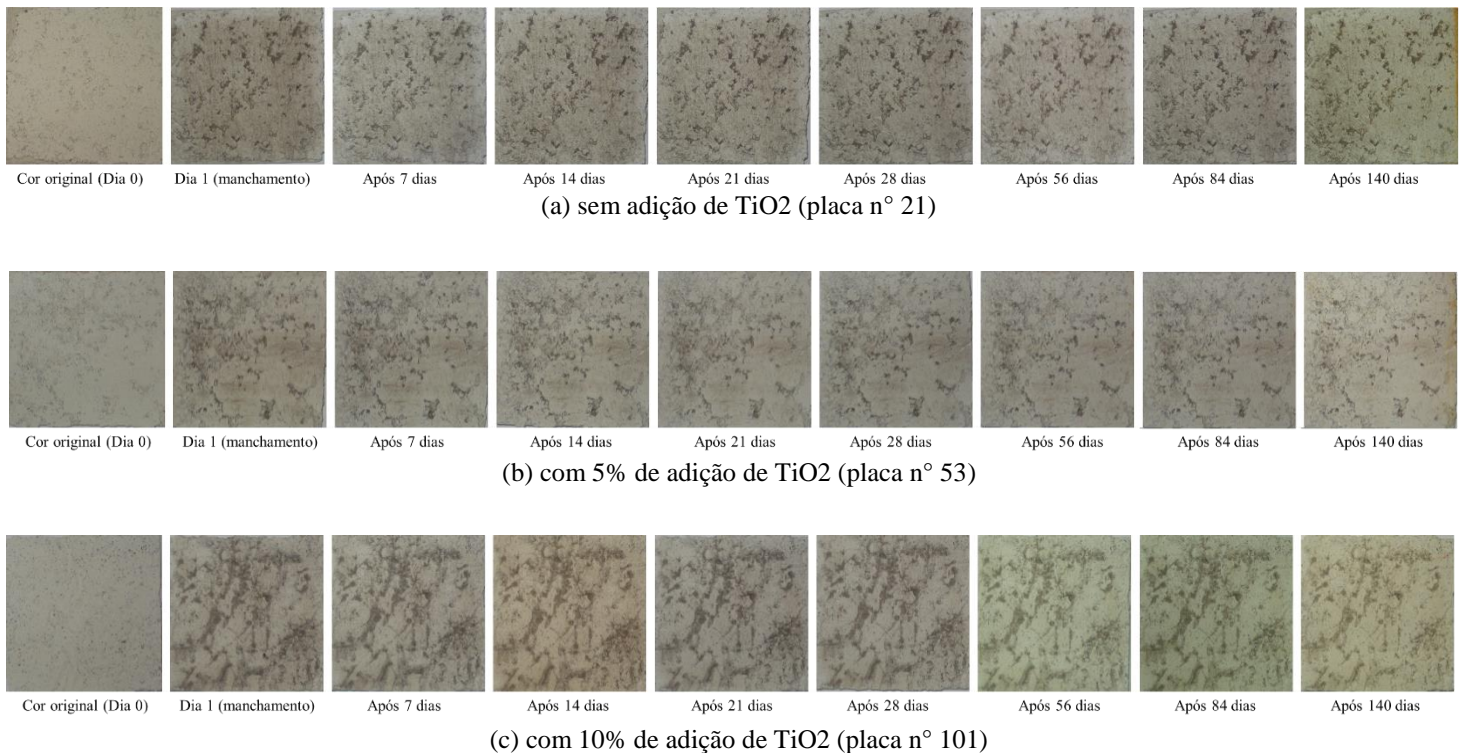 Cor original (Dia 0) Dia 1 (manchamento) Após 7 dias Após 14 dias Após 21 dias Após 28 dias Após 56 dias Após 84 dias Após 140 dias
(a) sem adição de TiO2 (placa n° 21)
Cor original (Dia 0) Dia 1 (manchamento) Após 7 dias Após 14 dias Após 21 dias Após 28 dias Após 56 dias Após 84 dias Após 140 dias
(b) com 5% de adição de TiO2 (placa n° 53)
Cor original (Dia 0) Dia 1 (manchamento) Após 7 dias Após 14 dias Após 21 dias Após 28 dias Após 56 dias Após 84 dias Após 140 dias
(c) com 10% de adição de TiO2 (placa n° 101)